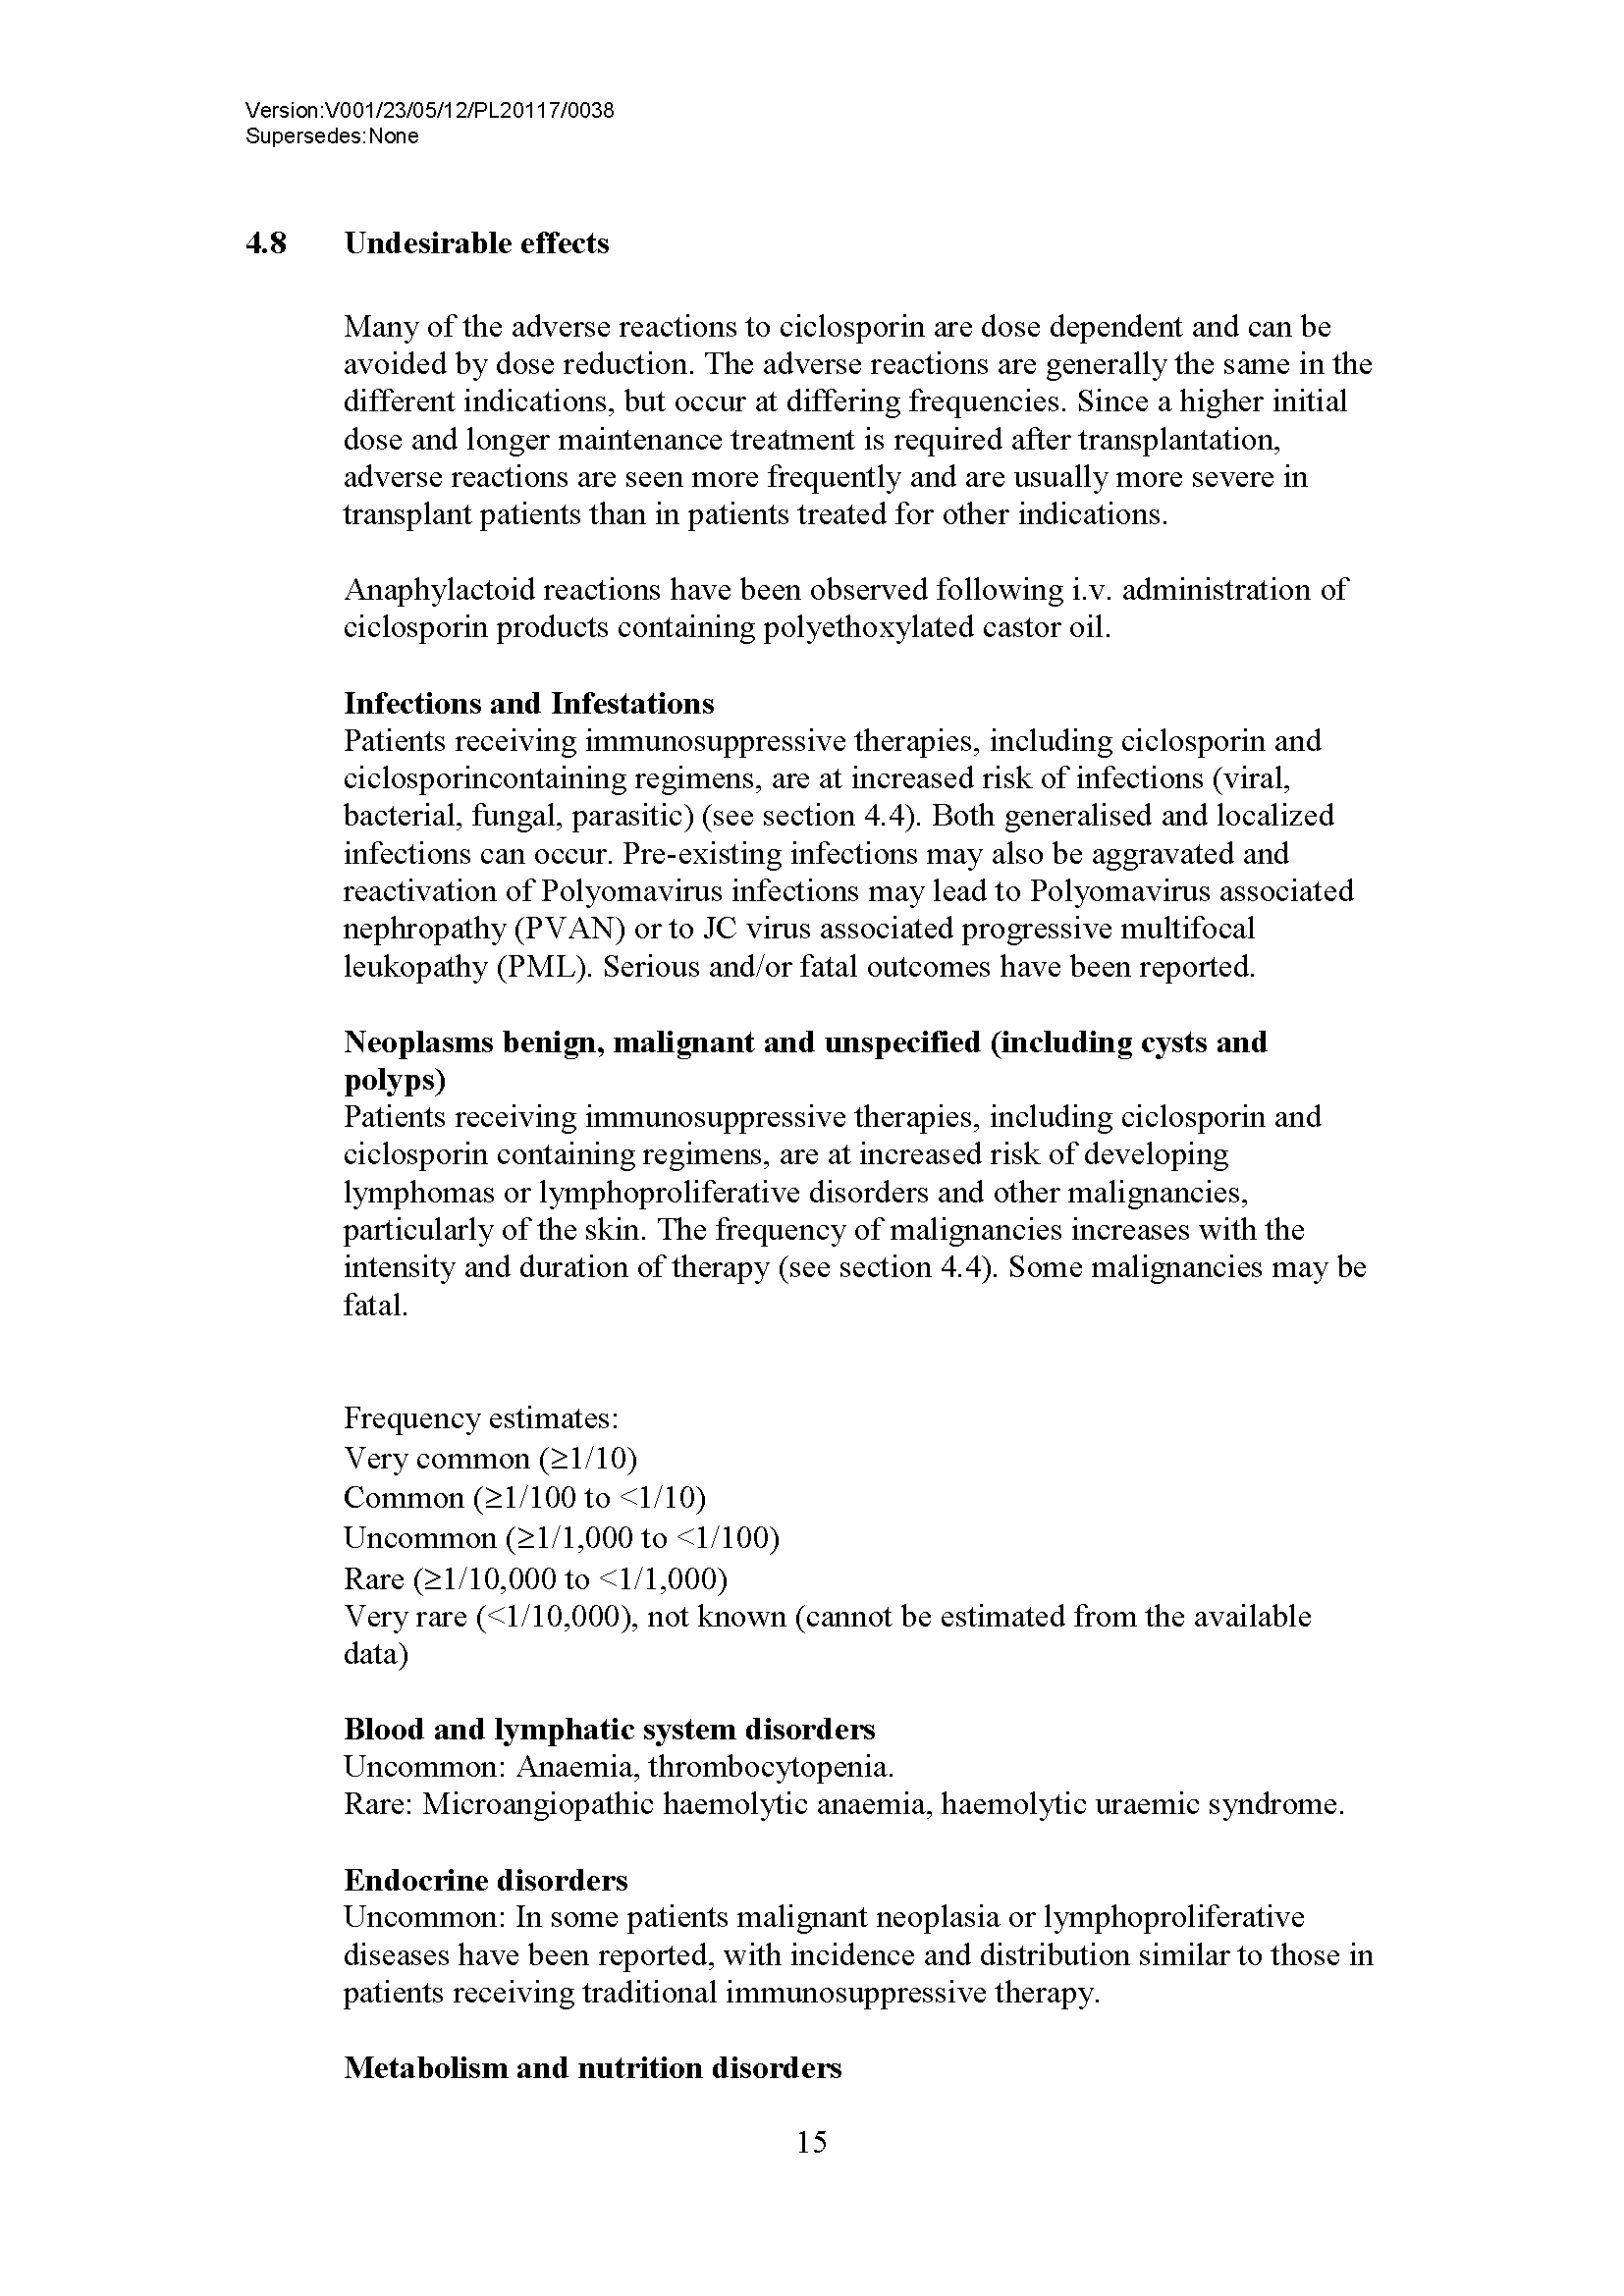 Version:V001/23/05/12/PL20117/0038
Supersedes:None
4.8 Undesirable effects
Many of the adverse reactions to ciclosporin are dose dependent and can be
avoided by dose reduction. The adverse reactions are generally the same in the
different indications, but occur at differing frequencies. Since a higher initial
dose and longer maintenance treatment is required after transplantation,
adverse reactions are seen more frequently and are usually more severe in
transplant patients than in patients treated for other indications.
Anaphylactoid reactions have been observed following i.v. administration of
ciclosporin products containing polyethoxylated castor oil.
Infections and Infestations
Patients receiving immunosuppressive therapies, including ciclosporin and
ciclosporincontaining regimens, are at increased risk of infections (viral,
bacterial, fungal, parasitic) (see section 4.4). Both generalised and localized
infections can occur. Pre-existing infections may also be aggravated and
reactivation of Polyomavirus infections may lead to Polyomavirus associated
nephropathy (PVAN) or to JC virus associated progressive multifocal
leukopathy (PML). Serious and/or fatal outcomes have been reported.
Neoplasms benign, malignant and unspecified (including cysts and
polyps)
Patients receiving immunosuppressive therapies, including ciclosporin and
ciclosporin containing regimens, are at increased risk of developing
lymphomas or lymphoproliferative disorders and other malignancies,
particularly of the skin. The frequency of malignancies increases with the
intensity and duration of therapy (see section 4.4). Some malignancies may be
fatal.
Frequency estimates:
Very common (≥1/10)
Common (≥1/100 to <1/10)
Uncommon (≥1/1,000 to <1/100)
Rare (≥1/10,000 to <1/1,000)
Very rare (<1/10,000), not known (cannot be estimated from the available
data)
Blood and lymphatic system disorders
Uncommon: Anaemia, thrombocytopenia.
Rare: Microangiopathic haemolytic anaemia, haemolytic uraemic syndrome.
Endocrine disorders
Uncommon: In some patients malignant neoplasia or lymphoproliferative
diseases have been reported, with incidence and distribution similar to those in
patients receiving traditional immunosuppressive therapy.
Metabolism and nutrition disorders
15